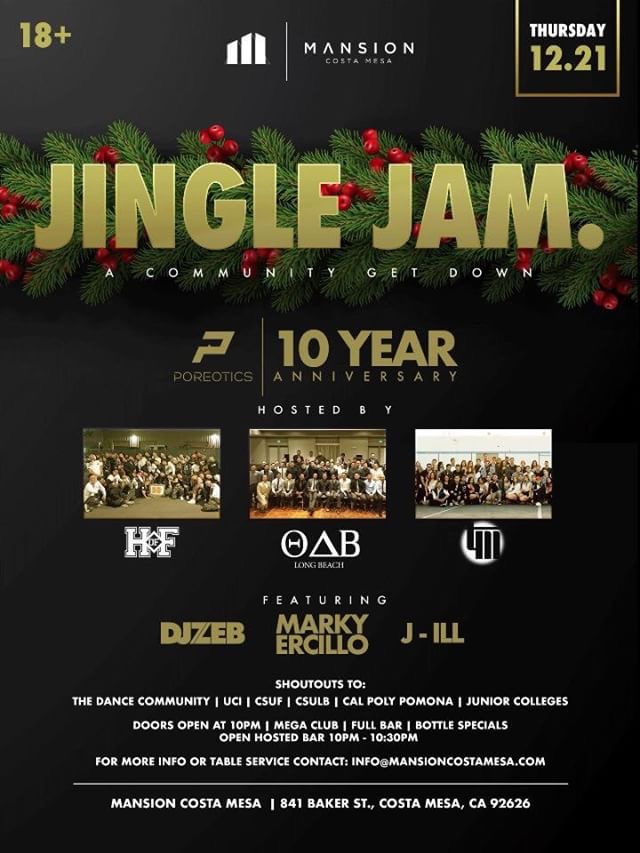 18+
MANSION
COSTA MESA
THURSDAY
12.21
JINGLE JAM.
A COMMUNITY GET DOWN
POREOTICS
10 YEAR
ANNIVERSARY
HOSTED BY
ΘΔΒ
LONG BEACH
FEATURING
DJZEB
MARKY
ERCILLO
J - ILL
SHOUTOUTS TO:
THE DANCE COMMUNITY | UCI | CSUF | CSULB | CAL POLY POMONA | JUNIOR COLLEGES
DOORS OPEN AT 10PM | MEGA CLUB | FULL BAR | BOTTLE SPECIALS
OPEN HOSTED BAR 10PM - 10:30PM
FOR MORE INFO OR TABLE SERVICE CONTACT: INFO@MANSIONCOSTAMESA.COM
MANSION COSTA MESA | 841 BAKER ST., COSTA MESA, CA 92626